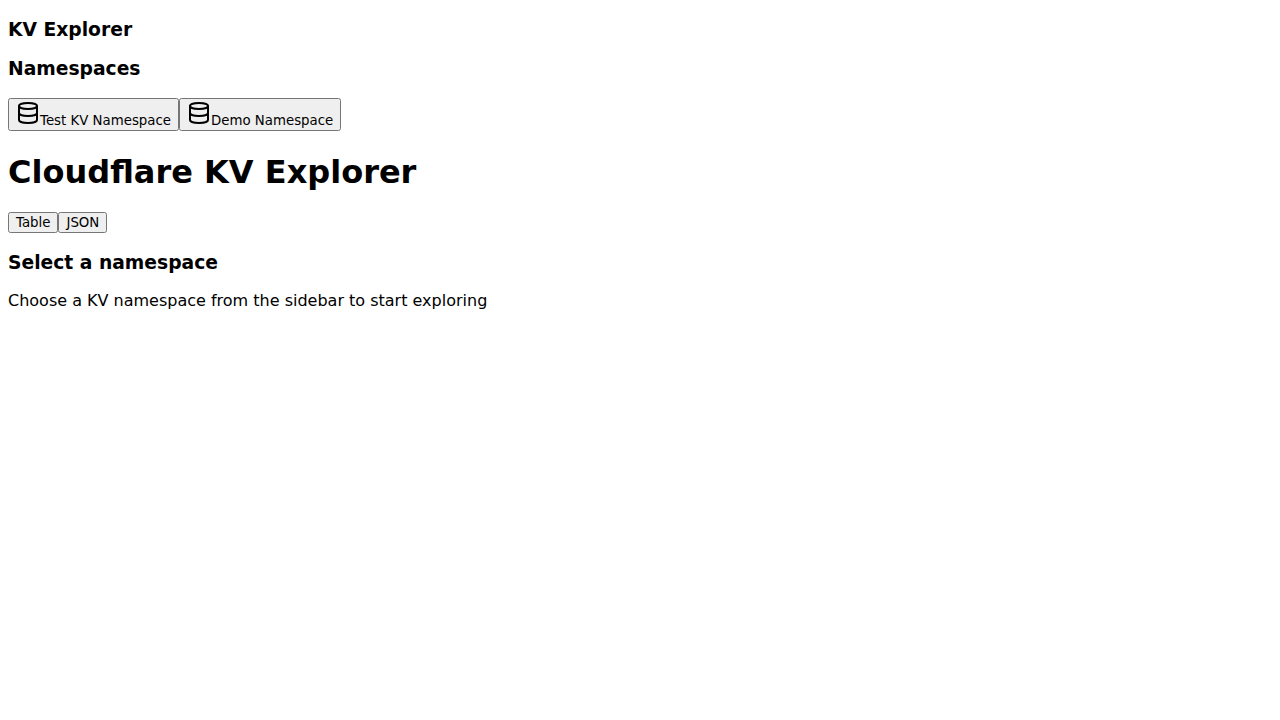 KV Explorer
Namespaces
Test KV Namespace Demo Namespace
Cloudflare KV Explorer
Table JSON
Select a namespace
Choose a KV namespace from the sidebar to start exploring